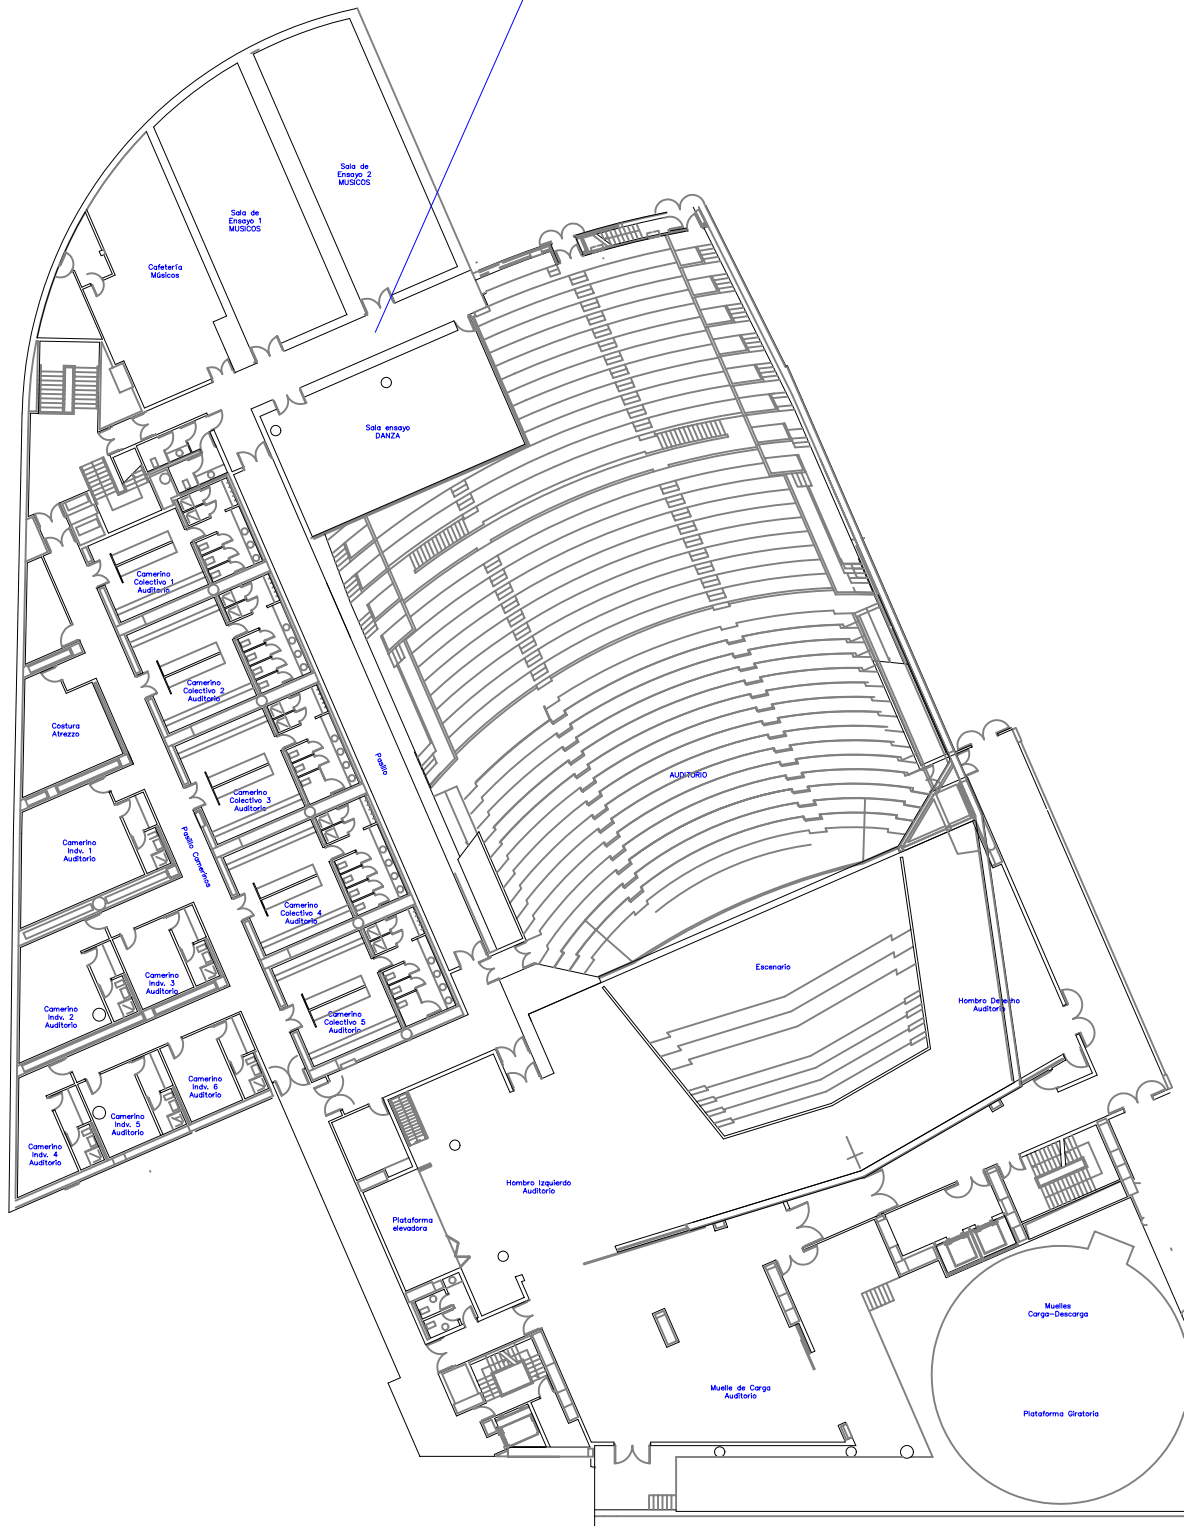 Sala de
Ensayo 2
MUSICOS
Sala de
Ensayo 1
MUSICOS
Cafetería
Músicos
Sala ensayo
DANZA
Camerino
Colectivo 1
Auditorio
Camerino
Colectivo 2
Auditorio
Costura
Atrezzo
Pasillo
AUDITORIO
Camerino
Colectivo 3
Auditorio
Camerino
Indv. 1
Auditorio
Pasillo Camerinos
Camerino
Colectivo 4
Auditorio
Escenario
Camerino
Indv. 3
Auditorio
Hombro Derecho
Auditorio
Camerino
Indv. 2
Auditorio
Camerino
Colectivo 5
Auditorio
Camerino
Indv. 6
Auditorio
Camerino
Indv. 5
Auditorio
Camerino
Indv. 4
Auditorio
Hombro Izquierdo
Auditorio
Plataforma
elevadora
Muelles
Carga-Descarga
Muelle de Carga
Auditorio
Plataforma Giratoria